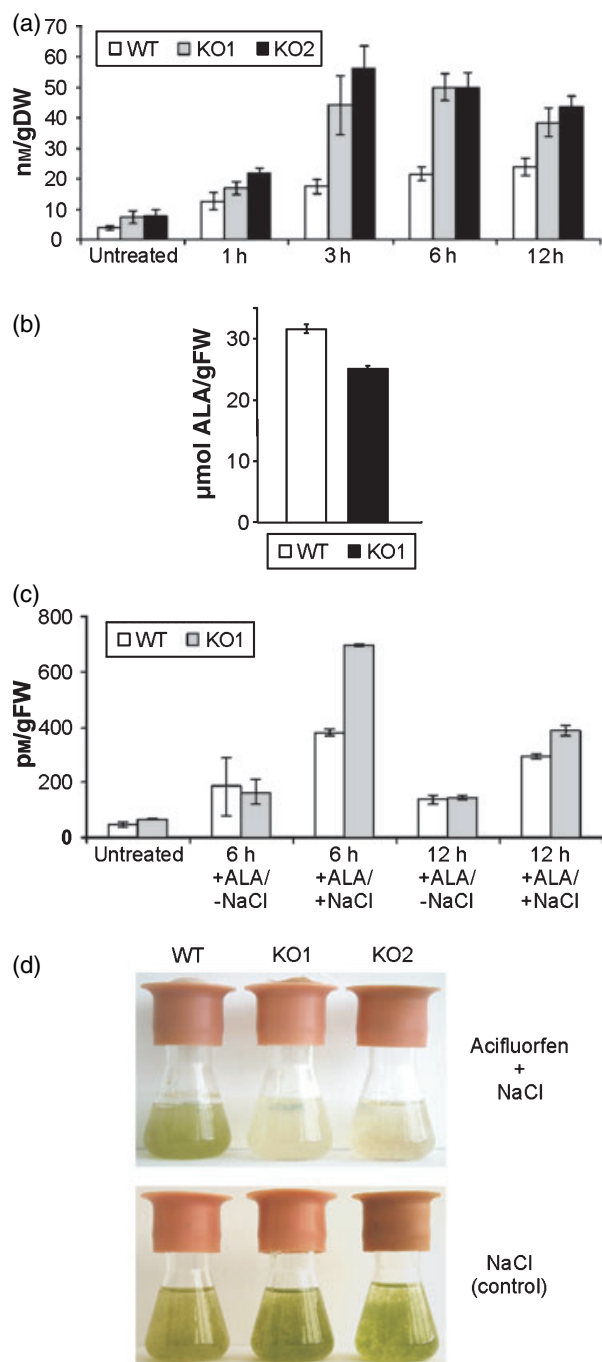 (a)
70
60
50
40
30
20
10
0
nM/gDW
WT KO1 KO2
Untreated 1 h 3 h 6 h 12 h
(b)
30
20
10
0
µmol ALA/gFW
WT KO1
(c)
800
600
400
200
0
pM/gFW
WT KO1
Untreated 6 h 6 h 12 h 12 h
+ALA/ +ALA/ +ALA/ +ALA/
-NaCl +NaCl -NaCl +NaCl
(d)
WT KO1 KO2
Acifluorfen
+
NaCl
NaCl
(control)